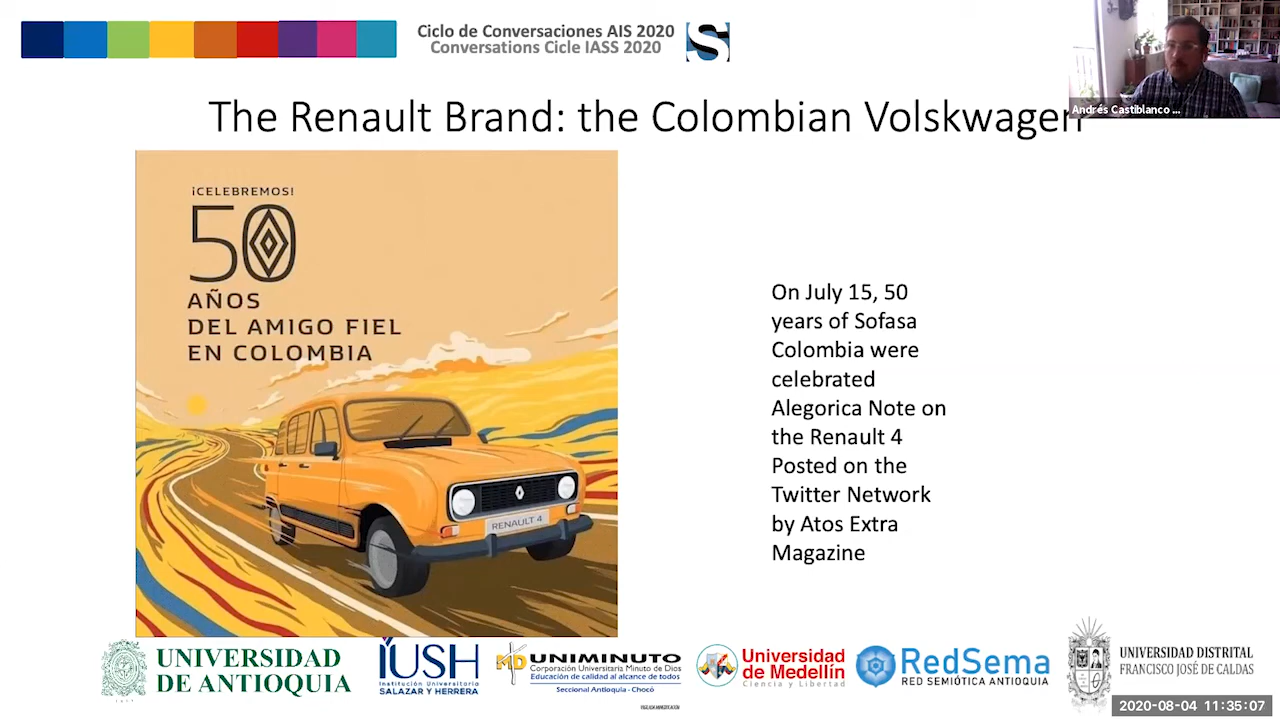 Ciclo de Conversaciones AIS 2020
Conversations Cicle IASS 2020
S
Andrés Castiblanco ...
The Renault Brand: the Colombian Volskwagen
¡CELEBREMOS!
50
AÑOS
DEL AMIGO FIEL
EN COLOMBIA
RENAULT 4
On July 15, 50
years of Sofasa
Colombia were
celebrated
Alegorica Note on
the Renault 4
Posted on the
Twitter Network
by Atos Extra
Magazine
UNIVERSIDAD
DE ANTIOQUIA
IUSH
Institución Universitaria
SALAZAR Y HERRERA
UNIMINUTO
Corporación Universitaria Minuto de Dios
Educación de calidad al alcance de todos
Seccional Antioquia - Chocó
Universidad
de Medellín
Ciencia y Libertad
RedSema
RED SEMIÓTICA ANTIOQUIA
UNIVERSIDAD DISTRITAL
FRANCISCO JOSÉ DE CALDAS
2020-08-04 11:35:07